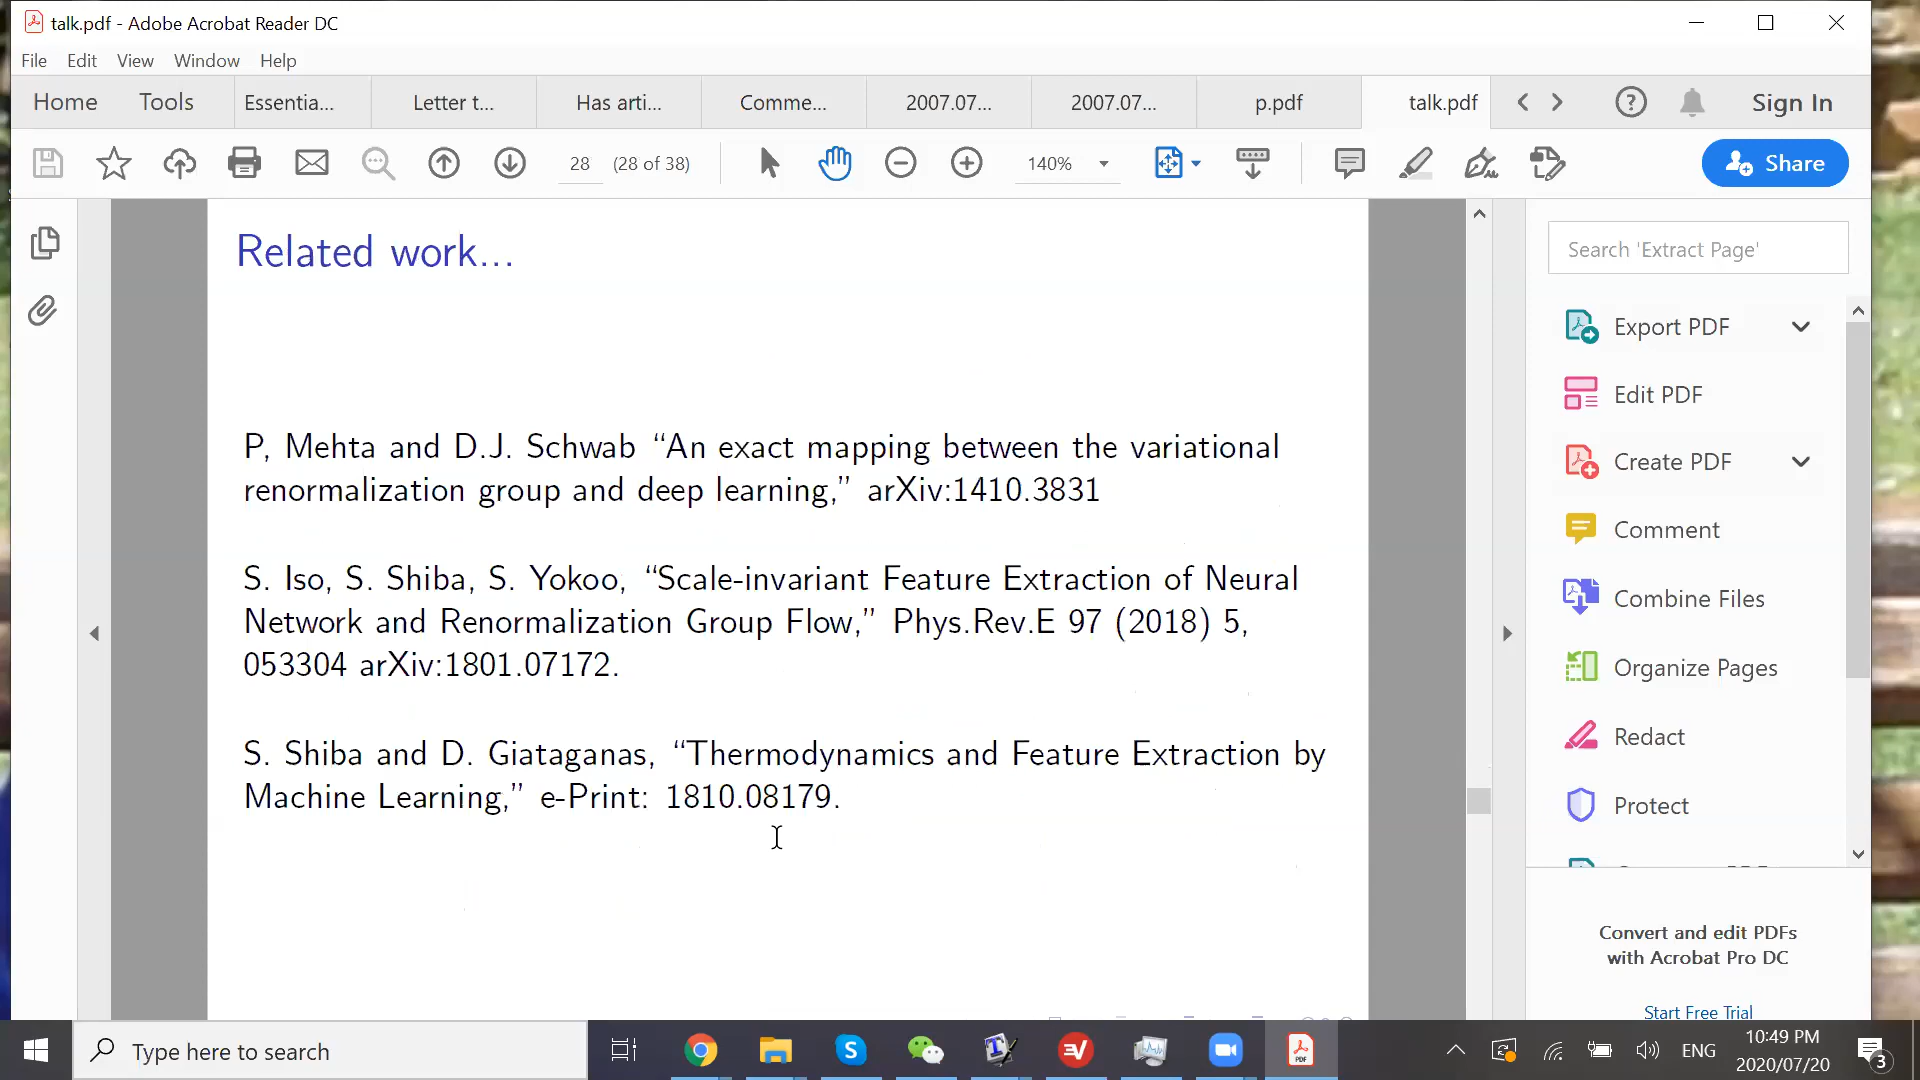 talk.pdf - Adobe Acrobat Reader DC
File Edit View Window Help
Home Tools Essentia... Letter t... Has arti... Comme... 2007.07... 2007.07... p.pdf talk.pdf Sign In
28 (28 of 38) 140% Share
Related work...
P, Mehta and D.J. Schwab “An exact mapping between the variational
renormalization group and deep learning,” arXiv:1410.3831
S. Iso, S. Shiba, S. Yokoo, “Scale-invariant Feature Extraction of Neural
Network and Renormalization Group Flow,” Phys.Rev.E 97 (2018) 5,
053304 arXiv:1801.07172.
S. Shiba and D. Giataganas, “Thermodynamics and Feature Extraction by
Machine Learning,” e-Print: 1810.08179.
Search 'Extract Page'
Export PDF
Edit PDF
Create PDF
Comment
Combine Files
Organize Pages
Redact
Protect
Convert and edit PDFs
with Acrobat Pro DC
Start Free Trial
Type here to search
ENG
10:49 PM
2020/07/20
3